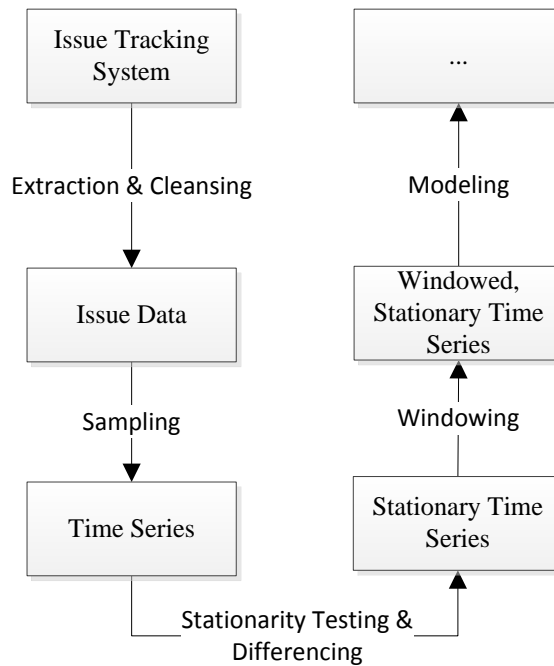 Issue Tracking
System
Extraction & Cleansing
Issue Data
Sampling
Time Series
Stationarity Testing &
Differencing
Stationary Time
Series
Windowing
Windowed,
Stationary Time
Series
Modeling
...